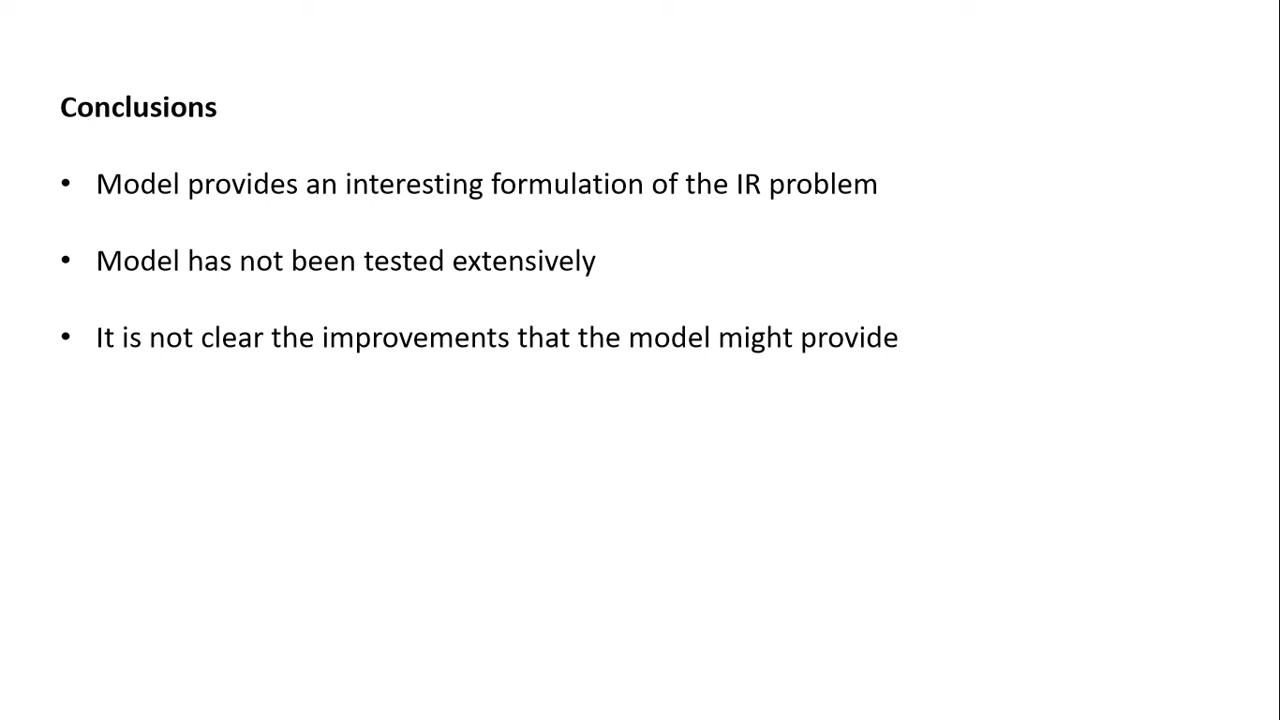 Conclusions
• Model provides an interesting formulation of the IR problem
• Model has not been tested extensively
• It is not clear the improvements that the model might provide